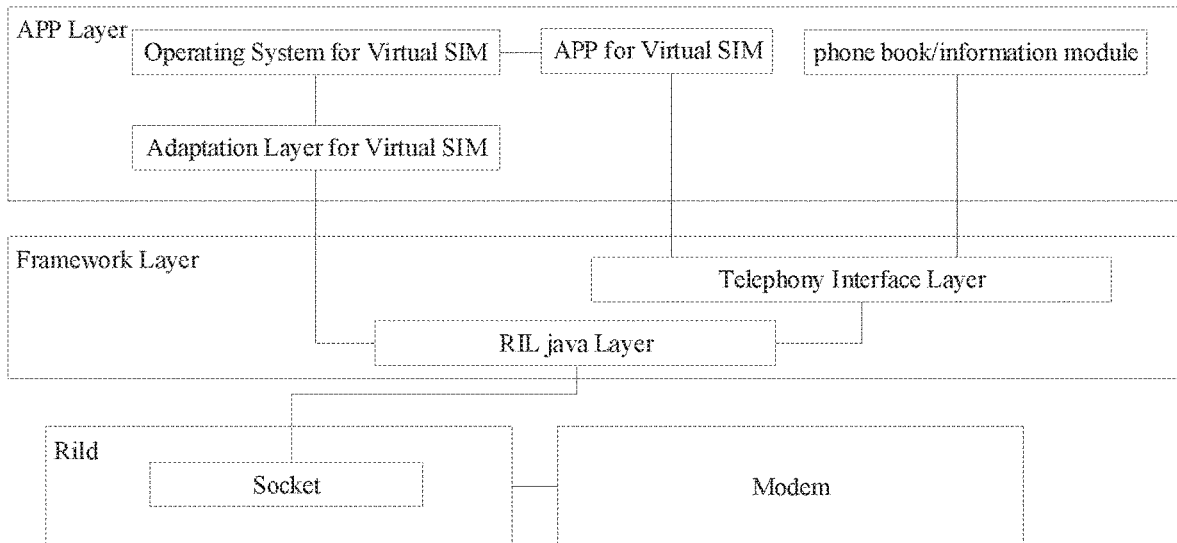 APP Layer
Operating System for Virtual SIM
APP for Virtual SIM
phone book/information module
Adaptation Layer for Virtual SIM
Framework Layer
Telephony Interface Layer
RIL java Layer
Rild
Socket
Modem